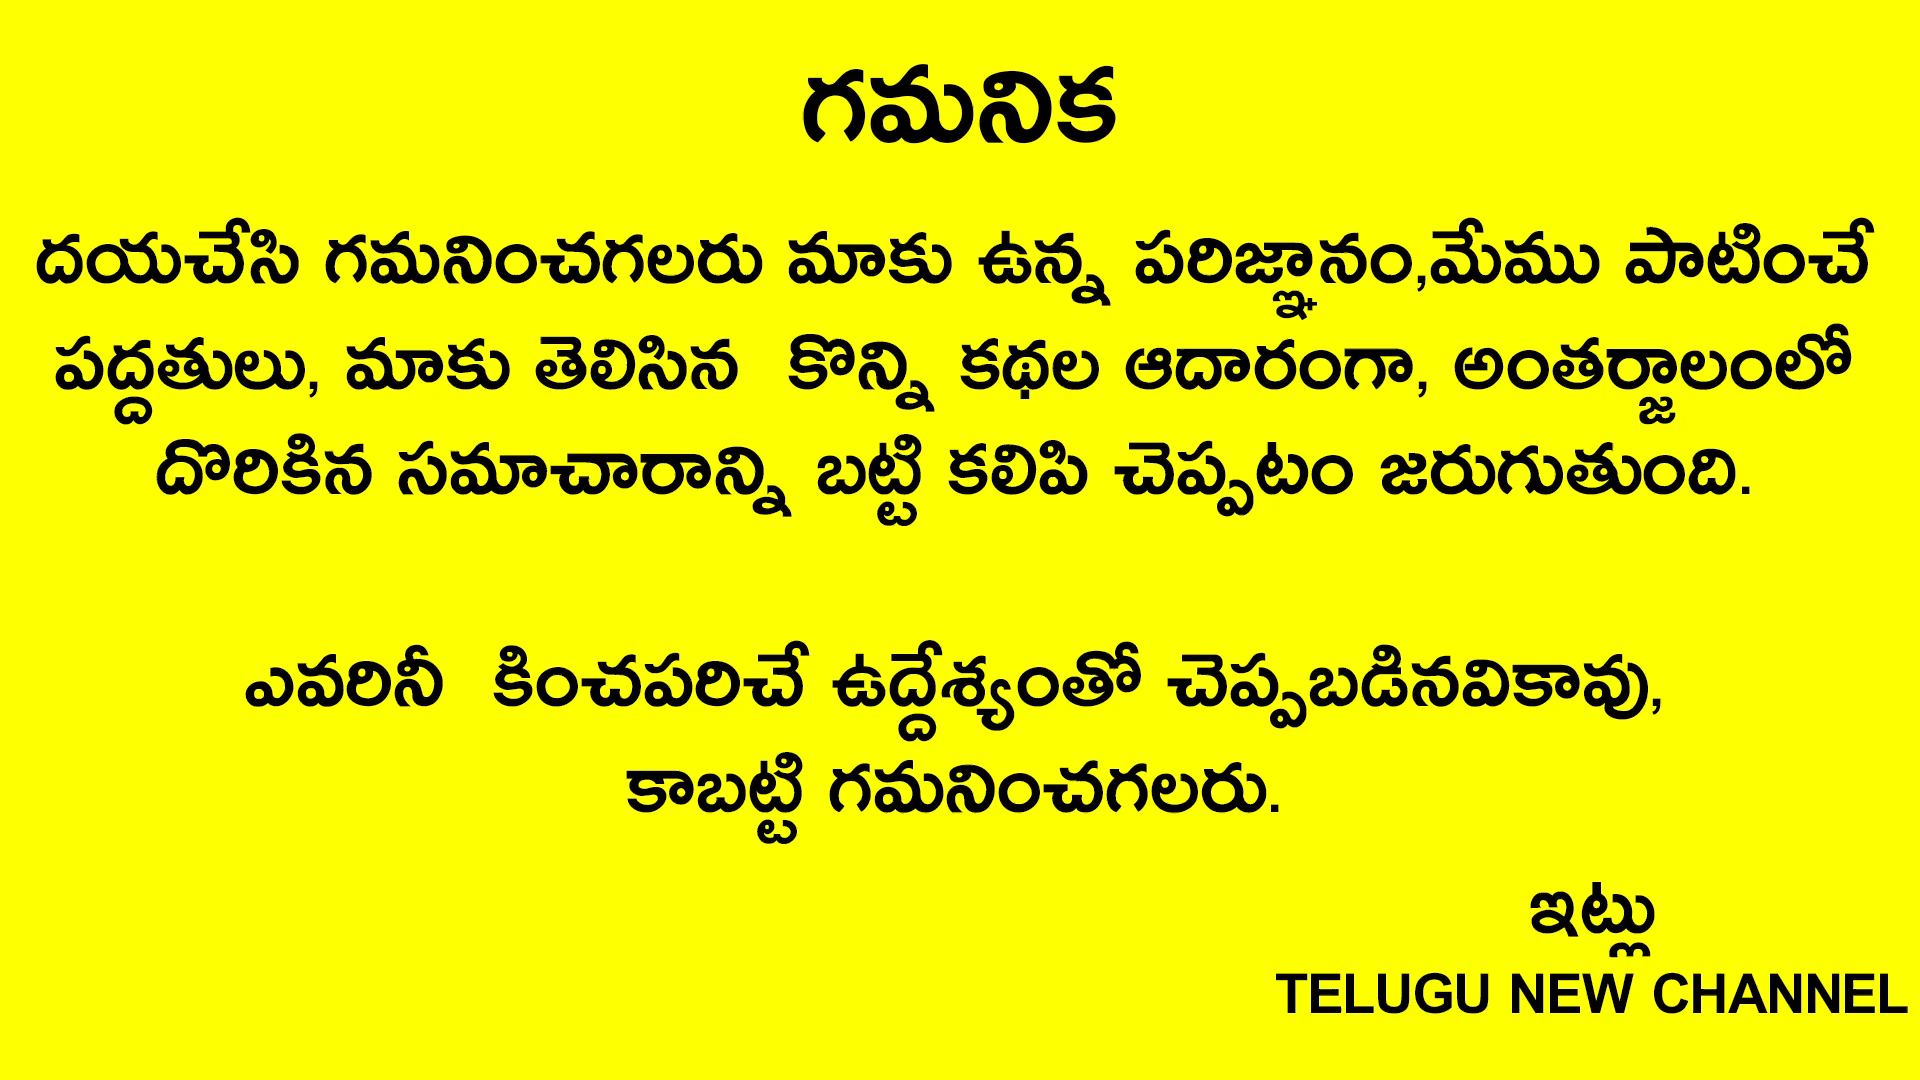 గమనిక
దయచేసి గమనించగలరు మాకు ఉన్న పరిజ్ఞానం,మేము పాటించే
పద్దతులు, మాకు తెలిసిన కొన్ని కథల ఆదారంగా, అంతర్జాలంలో
దొరికిన సమాచారాన్ని బట్టి కలిపి చెప్పటం జరుగుతుంది.
ఎవరినీ కించపరిచే ఉద్దేశ్యంతో చెప్పబడినవికావు,
కాబట్టి గమనించగలరు.
ఇట్లు
TELUGU NEW CHANNEL